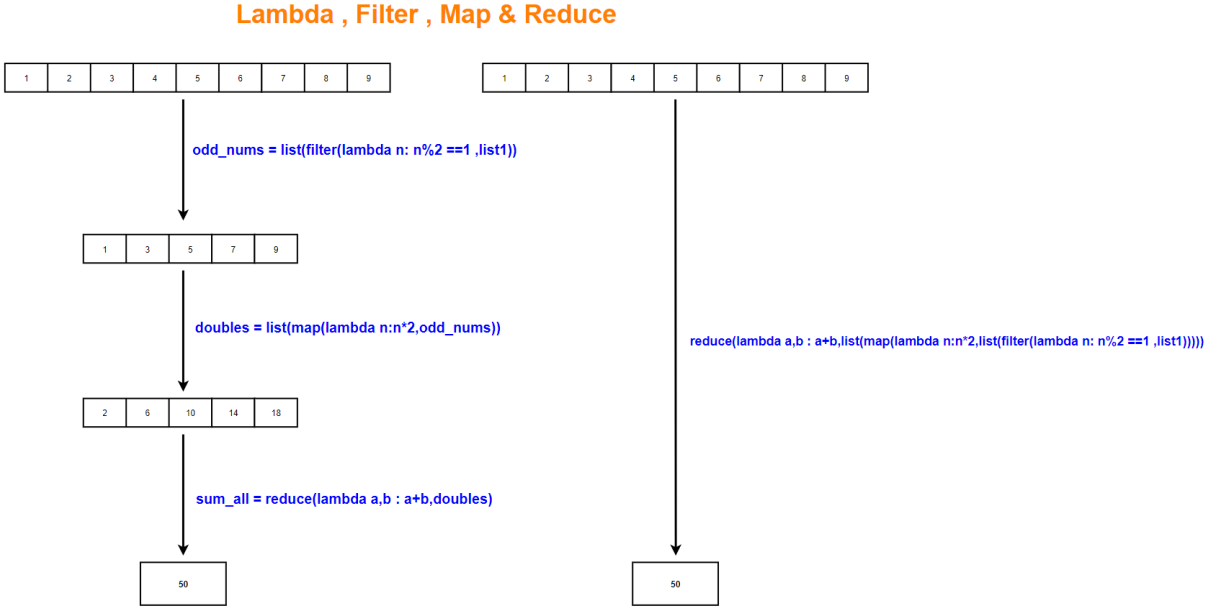 Lambda , Filter , Map & Reduce
1 2 3 4 5 6 7 8 9
1 2 3 4 5 6 7 8 9
odd_nums = list(filter(lambda n: n%2 ==1 ,list1))
1 3 5 7 9
doubles = list(map(lambda n:n*2,odd_nums))
reduce(lambda a,b : a+b,list(map(lambda n:n*2,list(filter(lambda n: n%2 ==1 ,list1)))))
2 6 10 14 18
sum_all = reduce(lambda a,b : a+b,doubles)
50
50